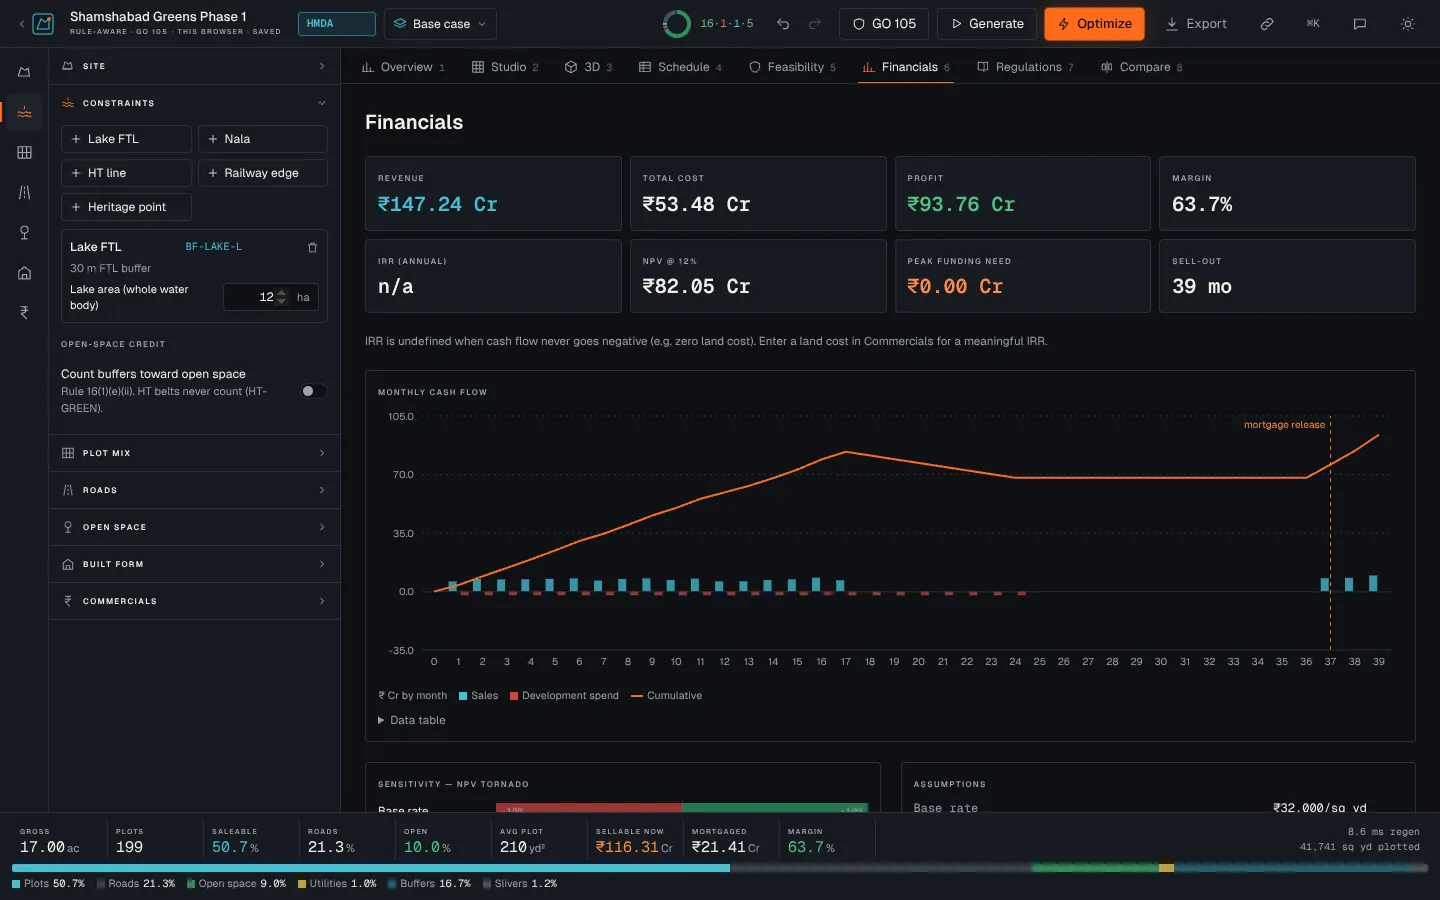 Shamshabad Greens Phase 1
RULE-AWARE · GO 105 · THIS BROWSER · SAVED
HMDA
Base case
16·1·1·5
GO 105
Generate
Optimize
Export
⌘K
SITE
CONSTRAINTS
+ Lake FTL
+ Nala
+ HT line
+ Railway edge
+ Heritage point
Lake FTL BF-LAKE-L
30 m FTL buffer
Lake area (whole water
body)
12 ha
OPEN-SPACE CREDIT
Count buffers toward open space
Rule 16(1)(e)(ii). HT belts never count (HT-
GREEN).
PLOT MIX
ROADS
OPEN SPACE
BUILT FORM
₹ COMMERCIALS
Overview 1
Studio 2
3D 3
Schedule 4
Feasibility 5
Financials 6
Regulations 7
Compare 8
Financials
REVENUE
₹147.24 Cr
TOTAL COST
₹53.48 Cr
PROFIT
₹93.76 Cr
MARGIN
63.7%
IRR (ANNUAL)
n/a
NPV @ 12%
₹82.05 Cr
PEAK FUNDING NEED
₹0.00 Cr
SELL-OUT
39 mo
IRR is undefined when cash flow never goes negative (e.g. zero land cost). Enter a land cost in Commercials for a meaningful IRR.
MONTHLY CASH FLOW
105.0
mortgage release
70.0
35.0
0.0
-35.0
0 1 2 3 4 5 6 7 8 9 10 11 12 13 14 15 16 17 18 19 20 21 22 23 24 25 26 27 28 29 30 31 32 33 34 35 36 37 38 39
₹ Cr by month Sales Development spend Cumulative
Data table
SENSITIVITY — NPV TORNADO
Base rate -10% +10%
ASSUMPTIONS
Base rate ₹32,000/sq yd
GROSS
17.00 ac
PLOTS
199
SALEABLE
50.7 %
ROADS
21.3 %
OPEN
10.0 %
AVG PLOT
210 yd²
SELLABLE NOW
₹116.31 Cr
MORTGAGED
₹21.41 Cr
MARGIN
63.7 %
8.6 ms regen
41,741 sq yd plotted
Plots 50.7% Roads 21.3% Open space 9.0% Utilities 1.0% Buffers 16.7% Slivers 1.2%